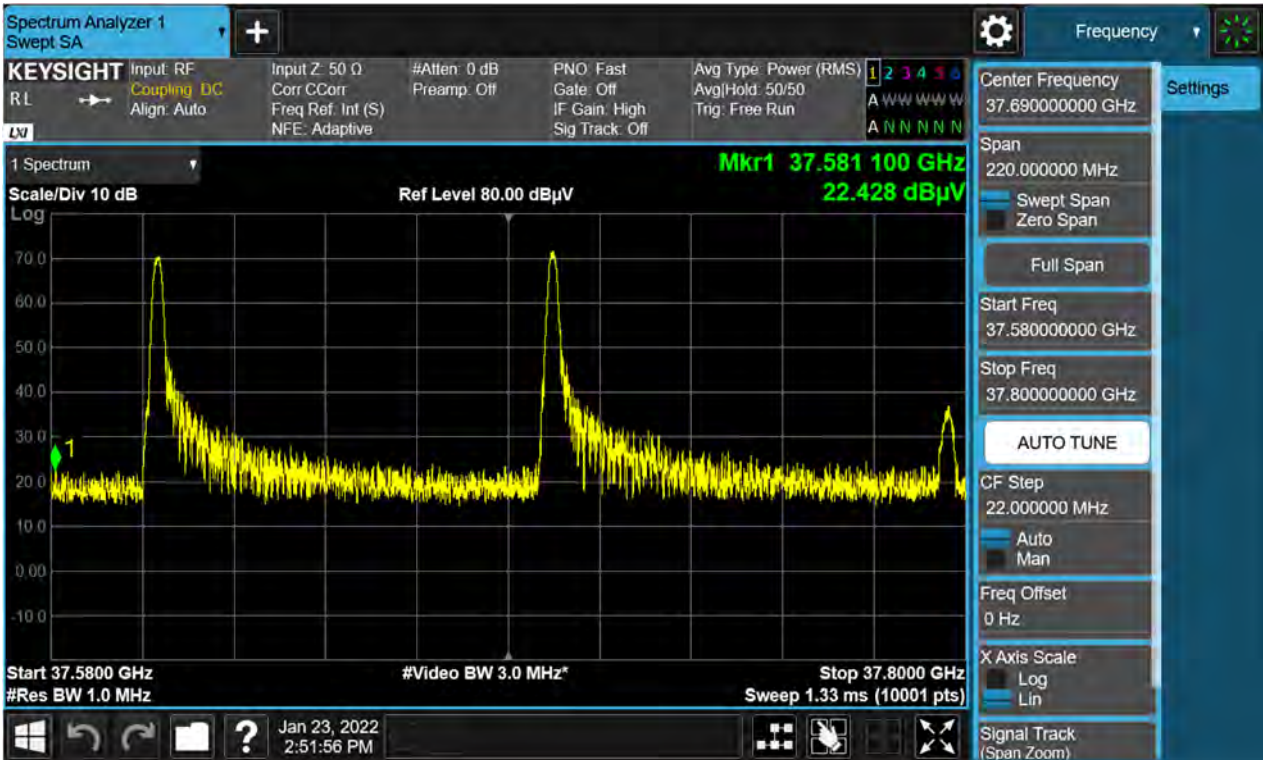 Spectrum Analyzer 1
Swept SA
Frequency
KEYSIGHT
RL
LXI
Input: RF
Coupling: DC
Align: Auto
Input Z: 50 Ω
Corr CCorr
Freq Ref: Int (S)
NFE: Adaptive
#Atten: 0 dB
Preamp: Off
PNO: Fast
Gate: Off
IF Gain: High
Sig Track: Off
Avg Type: Power (RMS)
Avg|Hold: 50/50
Trig: Free Run
1 2 3 4 5 6
A W W W W W
A N N N N N
1 Spectrum
Scale/Div 10 dB
Log
Ref Level 80.00 dBµV
Mkr1 37.581 100 GHz
22.428 dBµV
70.0
60.0
50.0
40.0
30.0
1
20.0
10.0
0.00
-10.0
Start 37.5800 GHz
#Res BW 1.0 MHz
#Video BW 3.0 MHz*
Stop 37.8000 GHz
Sweep 1.33 ms (10001 pts)
?
Jan 23, 2022
2:51:56 PM
Center Frequency
37.690000000 GHz
Settings
Span
220.000000 MHz
Swept Span
Zero Span
Full Span
Start Freq
37.580000000 GHz
Stop Freq
37.800000000 GHz
AUTO TUNE
CF Step
22.000000 MHz
Auto
Man
Freq Offset
0 Hz
X Axis Scale
Log
Lin
Signal Track
(Span Zoom)